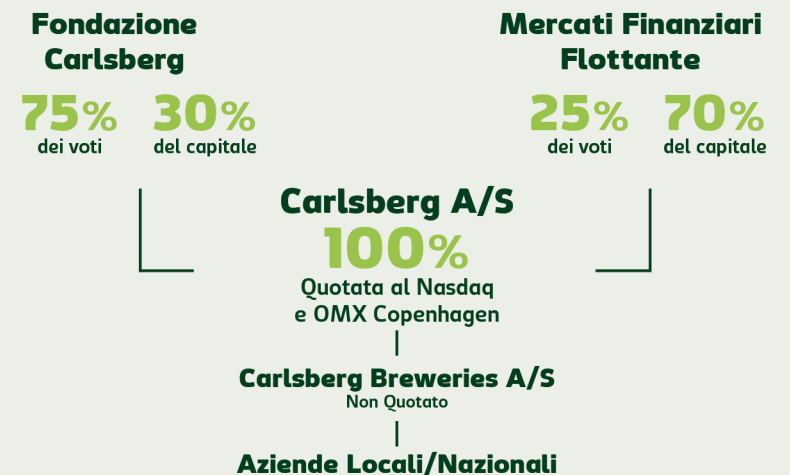 Fondazione
Carlsberg
75% 30%
dei voti del capitale
Mercati Finanziari
Flottante
25% 70%
dei voti del capitale
Carlsberg A/S
100%
Quotata al Nasdaq
e OMX Copenhagen
Carlsberg Breweries A/S
Non Quotato
Aziende Locali/Nazionali